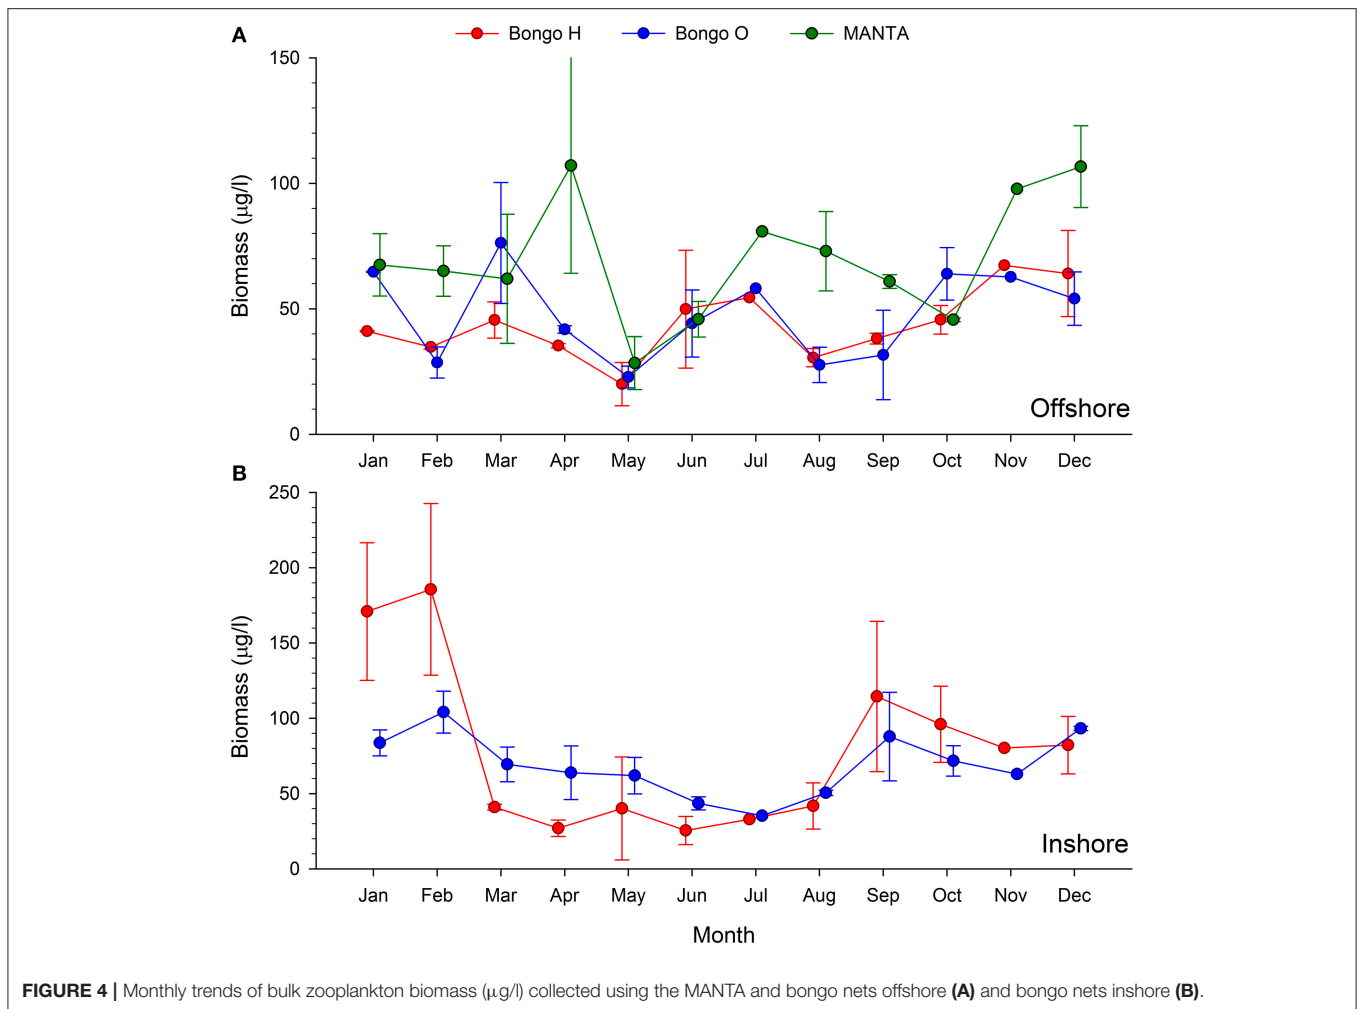 A
Bongo H Bongo O MANTA
150
100
50
0
Biomass (μg/l)
Offshore
Jan Feb Mar Apr May Jun Jul Aug Sep Oct Nov Dec
B
250
200
150
100
50
0
Biomass (μg/l)
Inshore
Jan Feb Mar Apr May Jun Jul Aug Sep Oct Nov Dec
Month
FIGURE 4 | Monthly trends of bulk zooplankton biomass (μg/l) collected using the MANTA and bongo nets offshore (A) and bongo nets inshore (B).